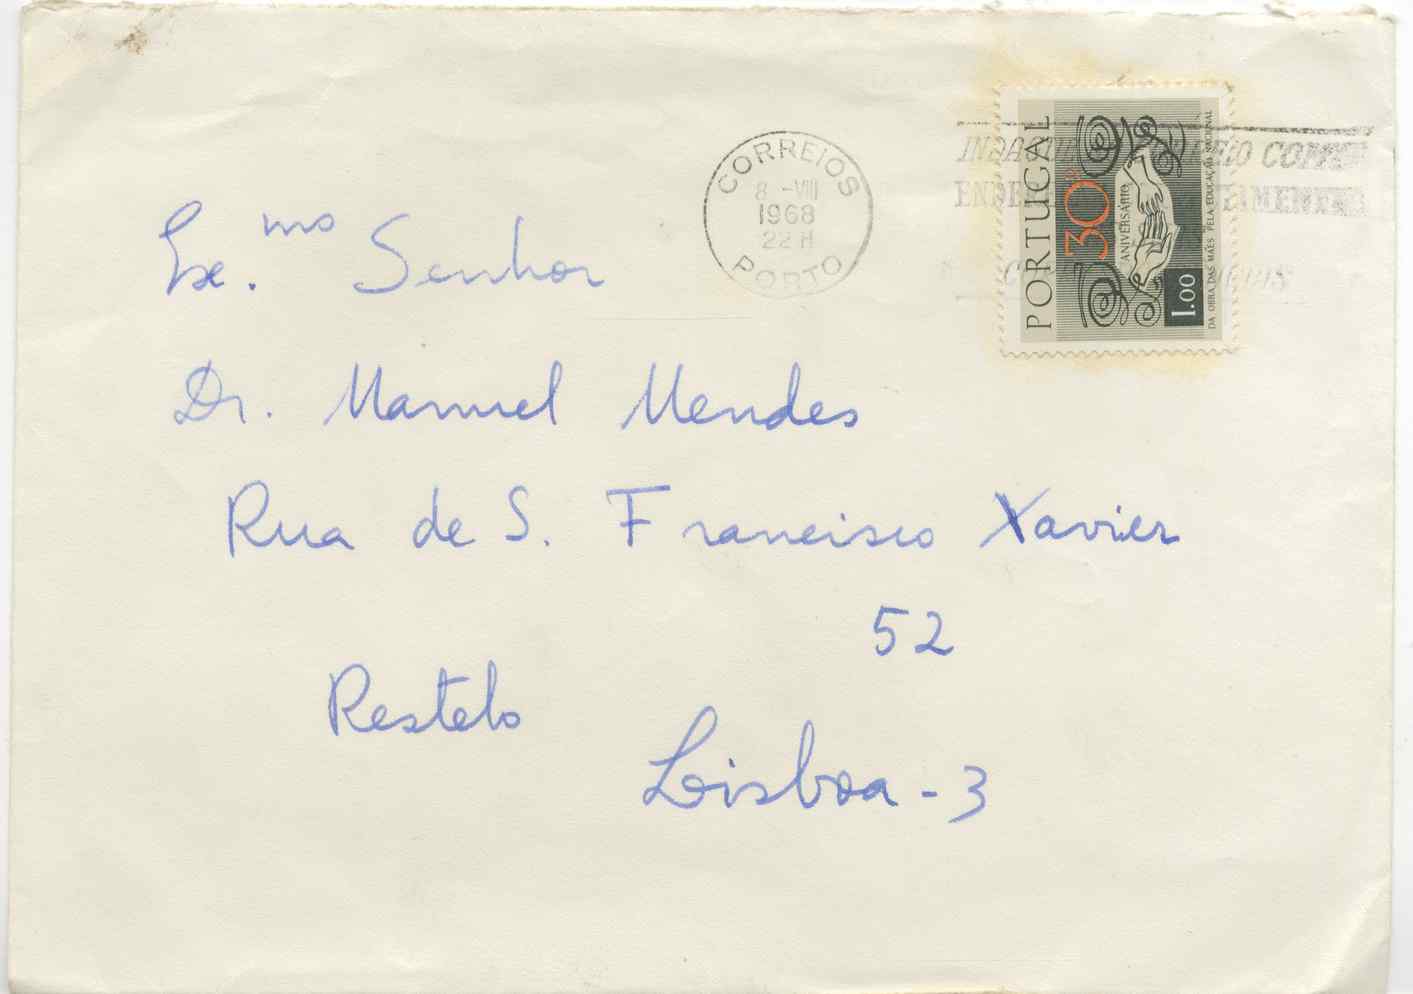 CORREIOS
8 -VIII
1968
22 H
PORTO
PORTUGAL
30º
ANIVERSÁRIO
1.00
DA OBRA DAS MÃES PELA EDUCAÇÃO NACIONAL
Ex.mo Senhor
Dr. Manuel Mendes
Rua de S. Francisco Xavier
52
Restelo
Lisboa - 3